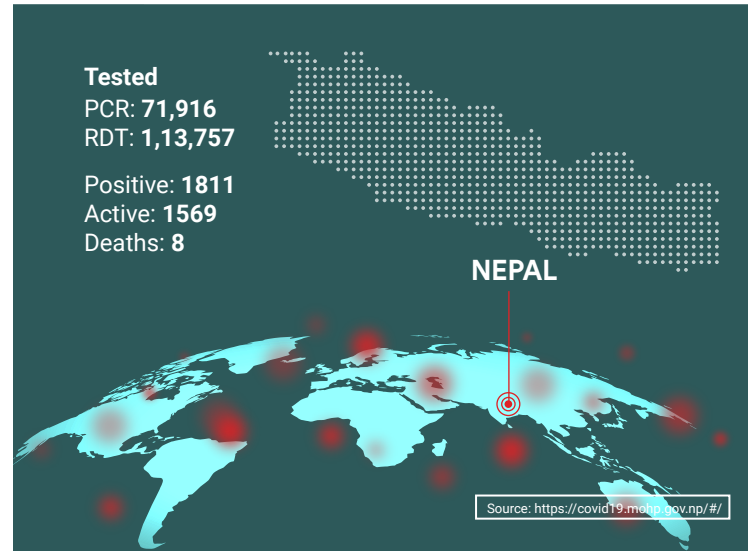 Tested
PCR: 71,916
RDT: 1,13,757
Positive: 1811
Active: 1569
Deaths: 8
NEPAL
Source: https://covid19.mohp.gov.np/#/